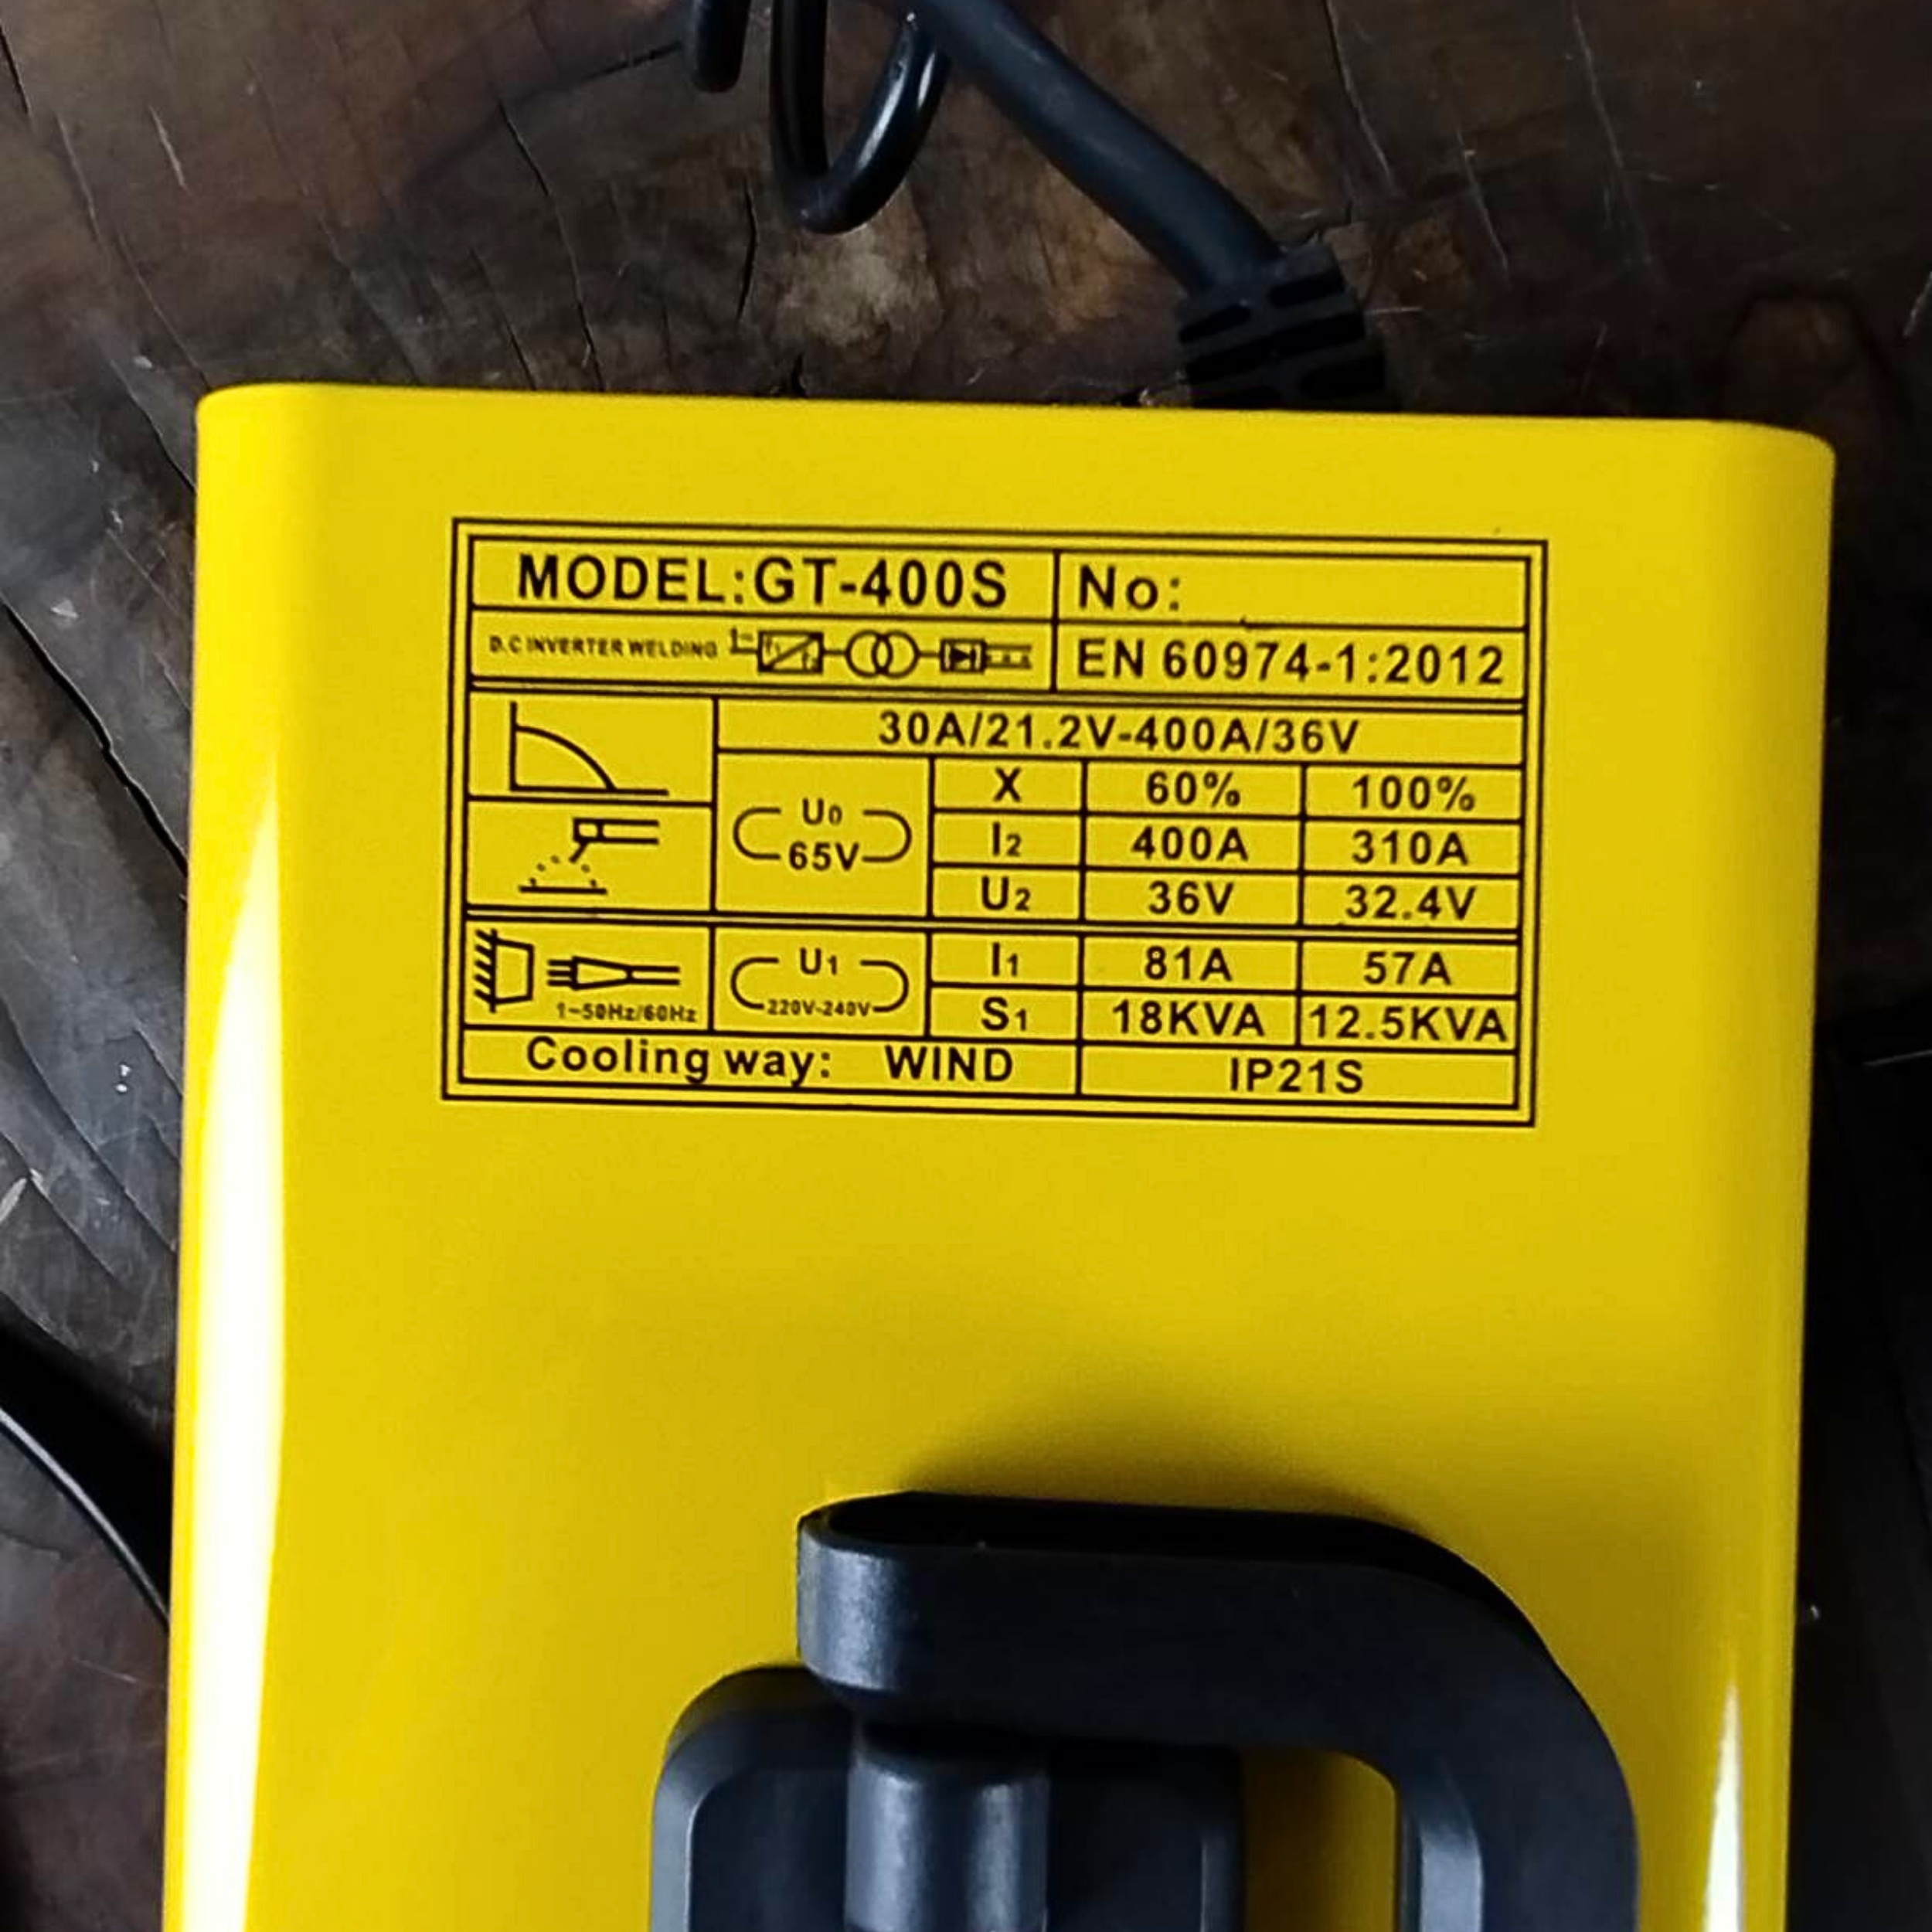 MODEL:GT-400S No:
D.C INVERTER WELDING EN 60974-1:2012
30A/21.2V-400A/36V
X 60% 100%
U0 I2 400A 310A
65V U2 36V 32.4V
U1 I1 81A 57A
1~50Hz/60Hz 220V-240V S1 18KVA 12.5KVA
Cooling way: WIND IP21S